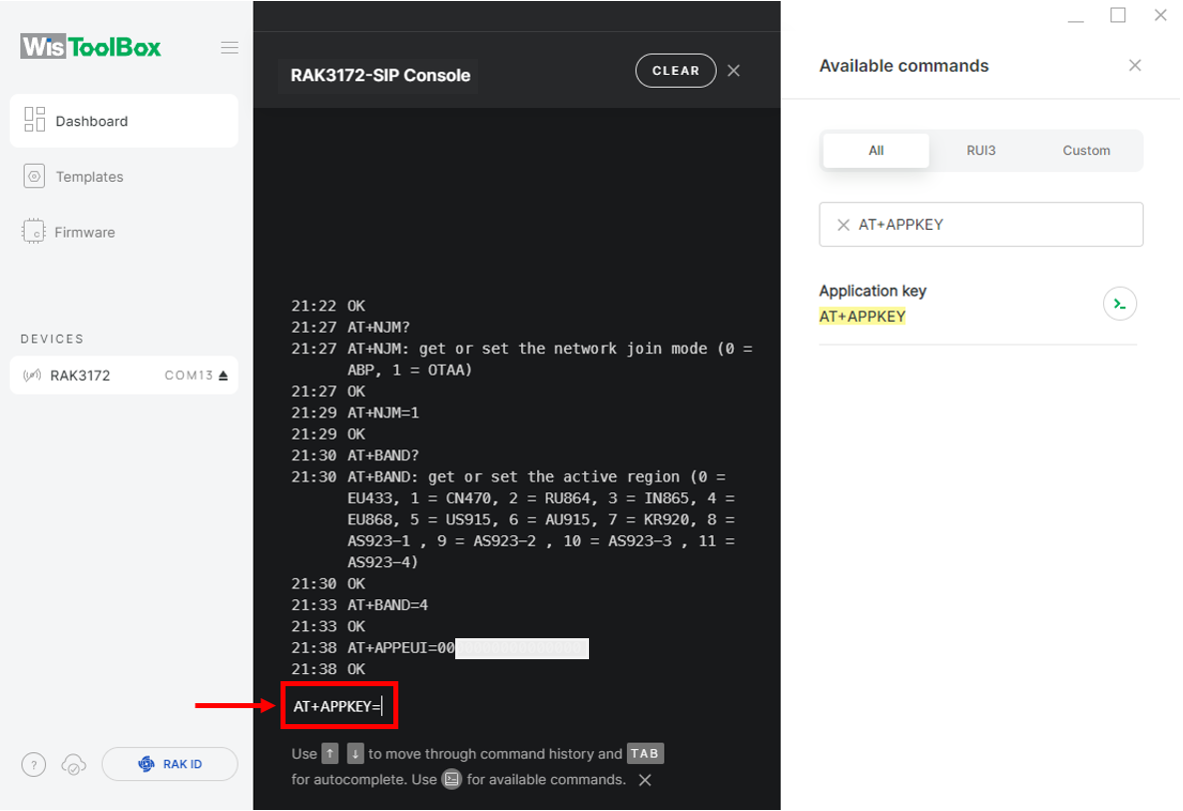 WisToolBox
Dashboard
Templates
Firmware
DEVICES
RAK3172 COM13
? RAK ID
RAK3172-SIP Console
CLEAR
21:22 OK
21:27 AT+NJM?
21:27 AT+NJM: get or set the network join mode (0 =
ABP, 1 = OTAA)
21:27 OK
21:29 AT+NJM=1
21:29 OK
21:30 AT+BAND?
21:30 AT+BAND: get or set the active region (0 =
EU433, 1 = CN470, 2 = RU864, 3 = IN865, 4 =
EU868, 5 = US915, 6 = AU915, 7 = KR920, 8 =
AS923-1 , 9 = AS923-2 , 10 = AS923-3 , 11 =
AS923-4)
21:30 OK
21:33 AT+BAND=4
21:33 OK
21:38 AT+APPEUI=00
21:38 OK
AT+APPKEY=
Use ↑ ↓ to move through command history and TAB
for autocomplete. Use for available commands.
Available commands
All RUI3 Custom
AT+APPKEY
Application key
AT+APPKEY